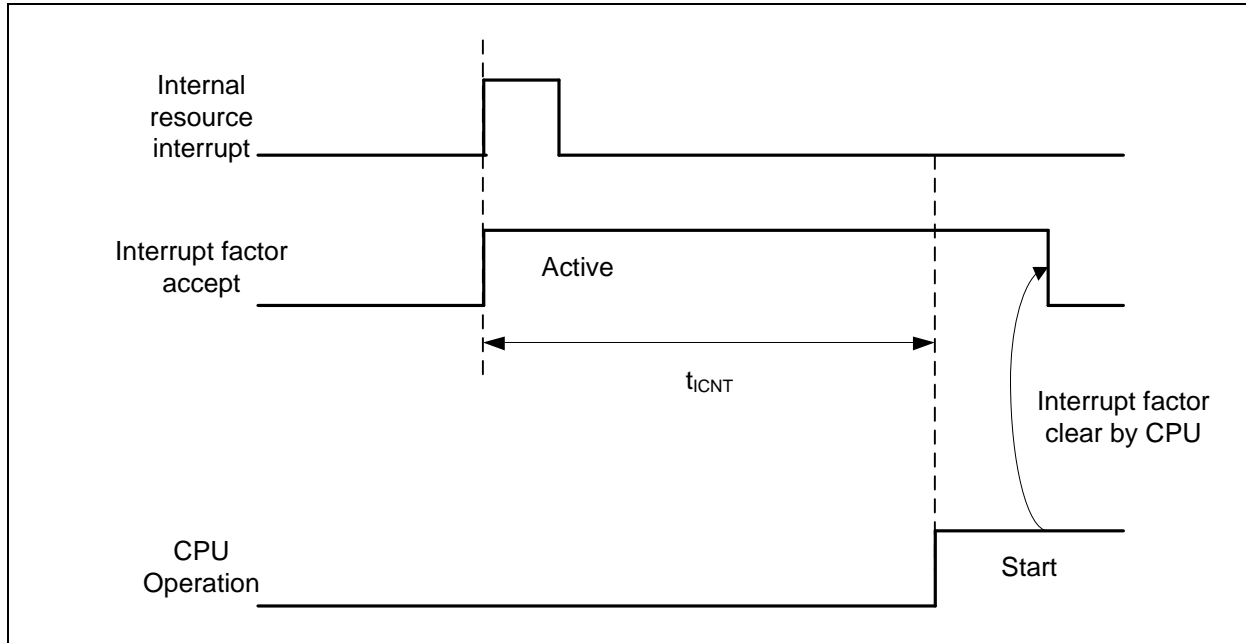 Internal
resource
interrupt
Interrupt factor
accept
Active
tICNT
Interrupt factor
clear by CPU
CPU
Operation
Start